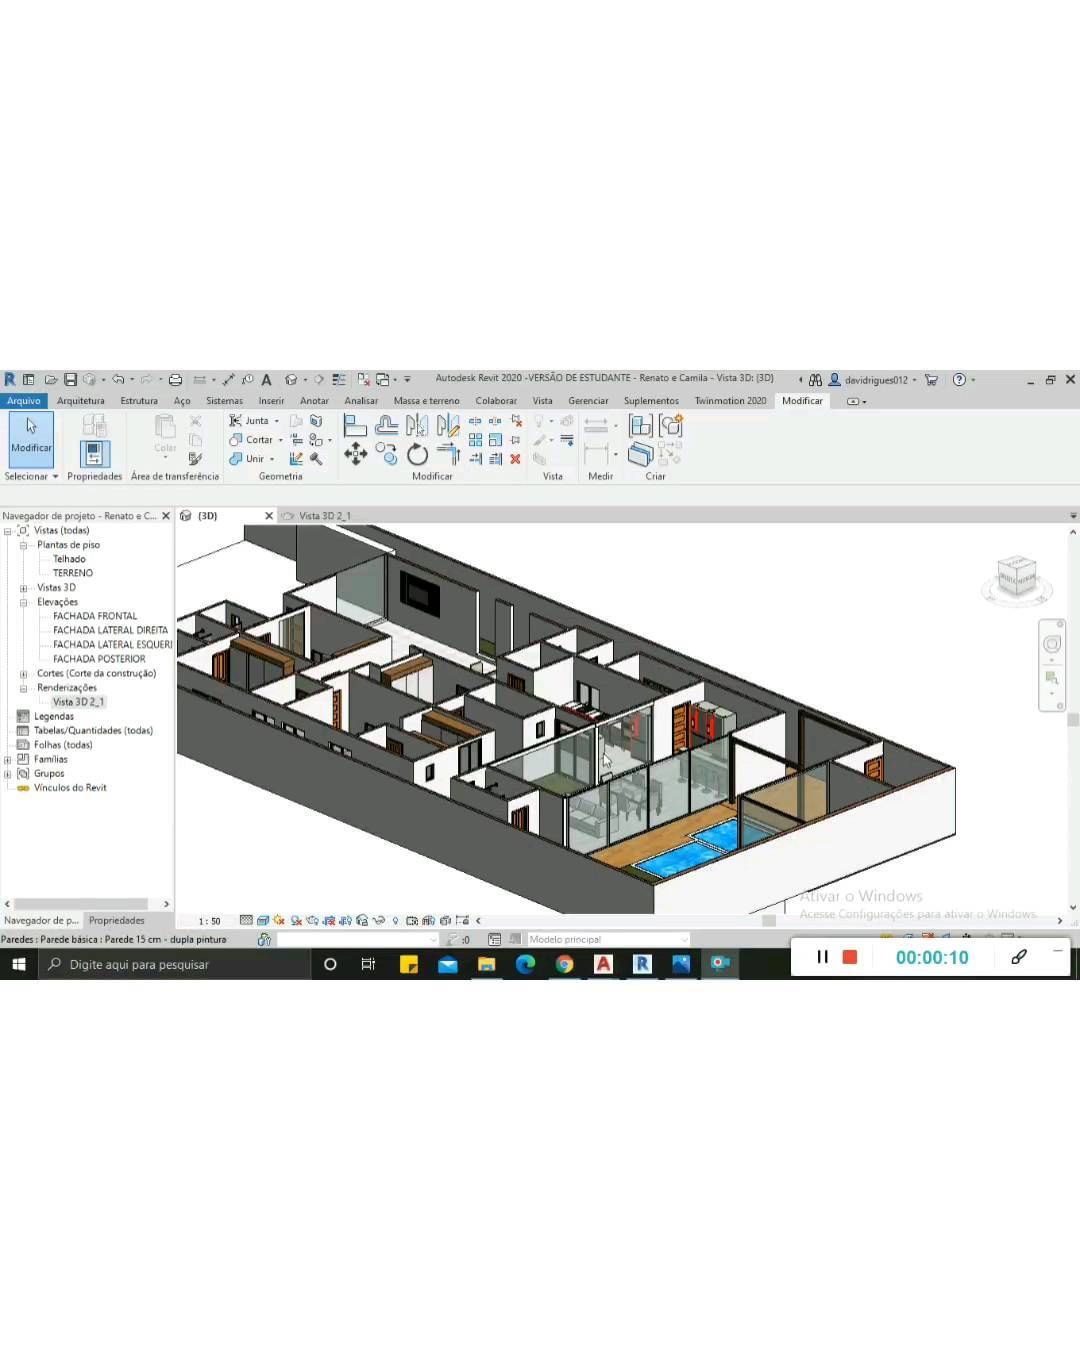 Autodesk Revit 2020 -VERSÃO DE ESTUDANTE - Renato e Camila - Vista 3D: {3D}
davidrigues012
Arquivo Arquitetura Estrutura Aço Sistemas Inserir Anotar Analisar Massa e terreno Colaborar Vista Gerenciar Suplementos Twinmotion 2020 Modificar
Modificar
Colar
Junta
Cortar
Unir
Selecionar Propriedades Área de transferência Geometria Modificar Vista Medir Criar
Navegador de projeto - Renato e C...
{3D}
Vista 3D 2_1
Vistas (todas)
Plantas de piso
Telhado
TERRENO
Vistas 3D
Elevações
FACHADA FRONTAL
FACHADA LATERAL DIREITA
FACHADA LATERAL ESQUERI
FACHADA POSTERIOR
Cortes (Corte da construção)
Renderizações
Vista 3D 2_1
Legendas
Tabelas/Quantidades (todas)
Folhas (todas)
Famílias
Grupos
Vínculos do Revit
Ativar o Windows
Acesse Configurações para ativar o Windows.
Navegador de p... Propriedades
1 : 50
Paredes : Parede básica : Parede 15 cm - dupla pintura
:0
Modelo principal
Digite aqui para pesquisar
00:00:10